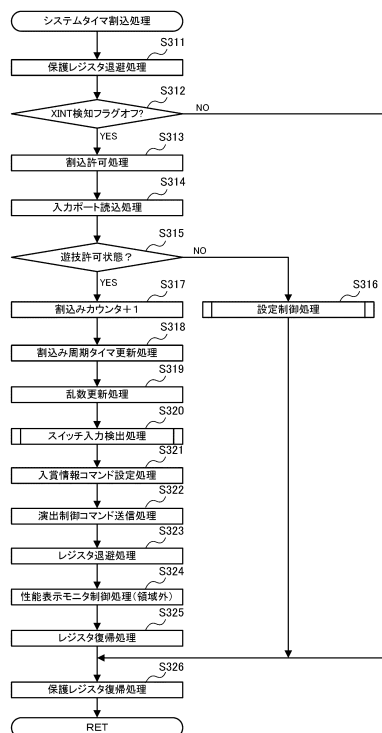 システムタイマ割込処理
S311
保護レジスタ退避処理
S312
XINT検知フラグオフ?
NO
YES
S313
割込許可処理
S314
入力ポート読込処理
S315
遊技許可状態?
NO
YES
S316
設定制御処理
S317
割込みカウンタ+1
S318
割込み周期タイマ更新処理
S319
乱数更新処理
S320
スイッチ入力検出処理
S321
入賞情報コマンド設定処理
S322
演出制御コマンド送信処理
S323
レジスタ退避処理
S324
性能表示モニタ制御処理(領域外)
S325
レジスタ復帰処理
S326
保護レジスタ復帰処理
RET